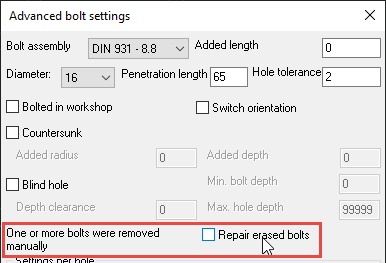 Advanced bolt settings
Bolt assembly DIN 931 - 8.8 Added length 0
Diameter: 16 Penetration length 65 Hole tolerance 2
Bolted in workshop Switch orientation
Countersunk
Added radius 0 Added depth 0
Blind hole Min. bolt depth 0
Depth clearance 0 Max. hole depth 99999
One or more bolts were removed manually Repair erased bolts
Settings per hole